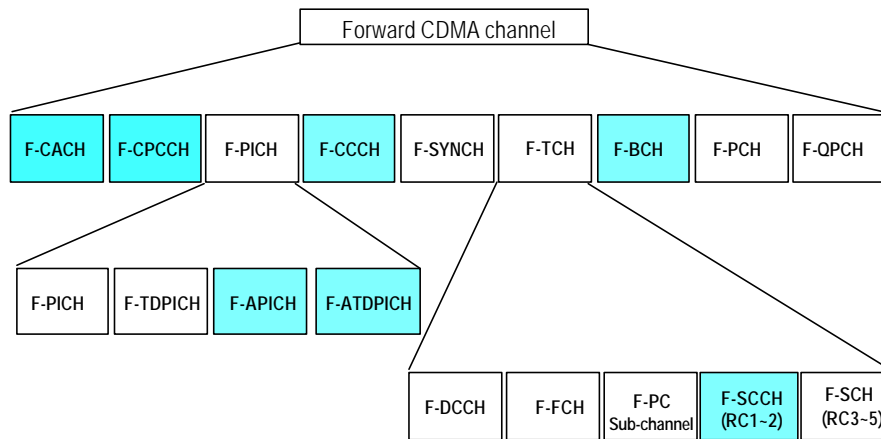 Forward CDMA channel
F-CACH
F-CPCCH
F-PICH
F-CCCH
F-SYNCH
F-TCH
F-BCH
F-PCH
F-QPCH
F-PICH
F-TDPICH
F-APICH
F-ATDPICH
F-DCCH
F-FCH
F-PC
Sub-channel
F-SCCH
(RC1~2)
F-SCH
(RC3~5)